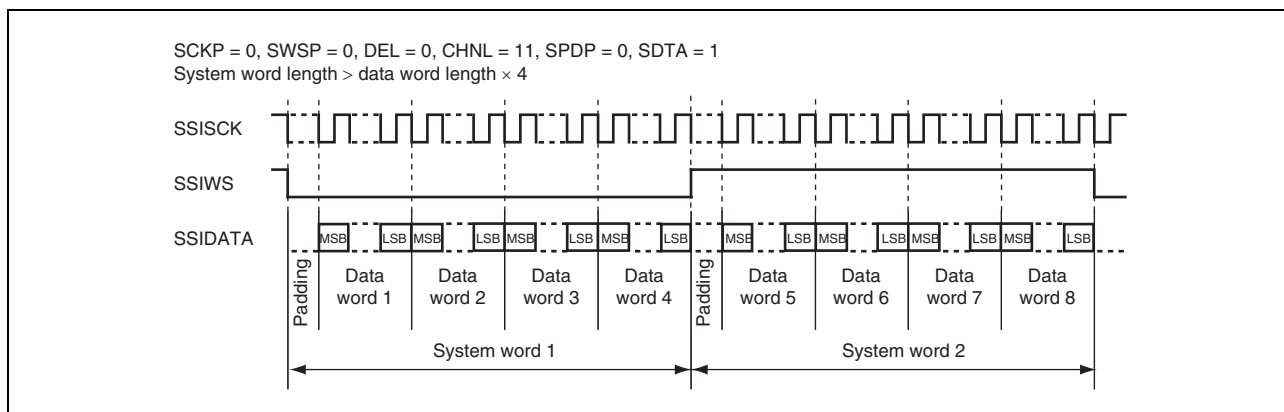 SCKP = 0, SWSP = 0, DEL = 0, CHNL = 11, SPDP = 0, SDTA = 1
System word length > data word length × 4
SSISCK
SSIWS
SSIDATA
MSB LSB MSB LSB MSB LSB MSB LSB MSB LSB MSB LSB MSB LSB MSB LSB
Padding
Data word 1
Data word 2
Data word 3
Data word 4
Padding
Data word 5
Data word 6
Data word 7
Data word 8
System word 1
System word 2